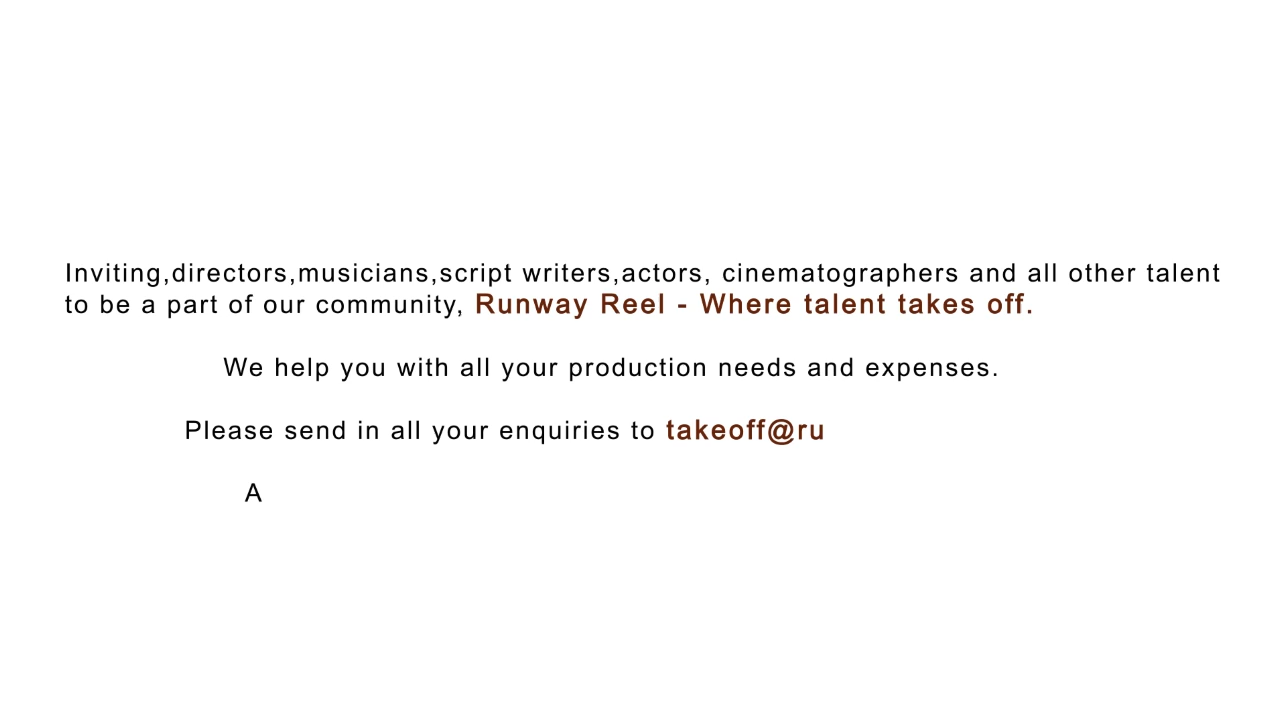 Inviting,directors,musicians,script writers,actors, cinematographers and all other talent
to be a part of our community, Runway Reel - Where talent takes off.
We help you with all your production needs and expenses.
Please send in all your enquiries to takeoff@ru
A